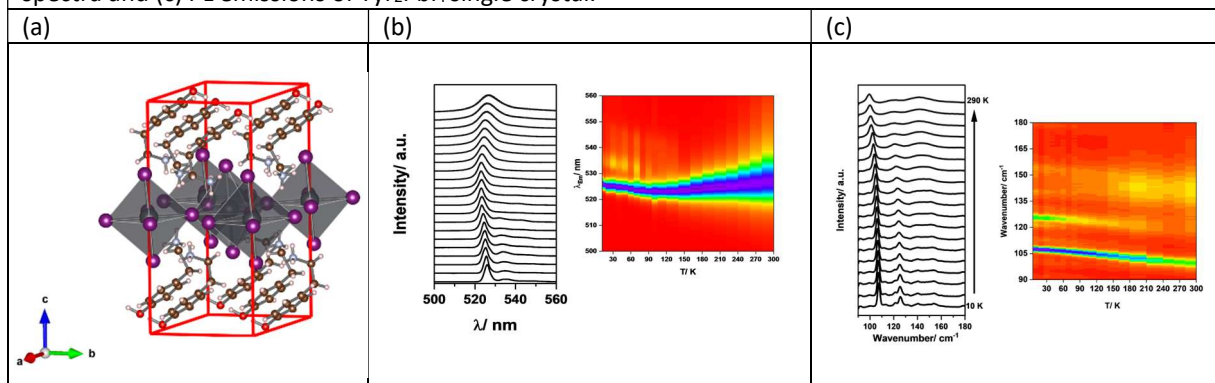 spectra and (c) PL emissions of single crystal.
(a)
(b)
(c)
c
a
b
Intensity/ a.u.
500 520 540 560
λ/ nm
λEm/ nm
560
550
540
530
520
510
500
30 60 90 120 150 180 210 240 270 300
T/ K
Intensity/ a.u.
290 K
10 K
100 120 140 160 180
Wavenumber/ cm⁻¹
Wavenumber/ cm⁻¹
180
165
150
135
120
105
90
30 60 90 120 150 180 210 240 270 300
T/ K